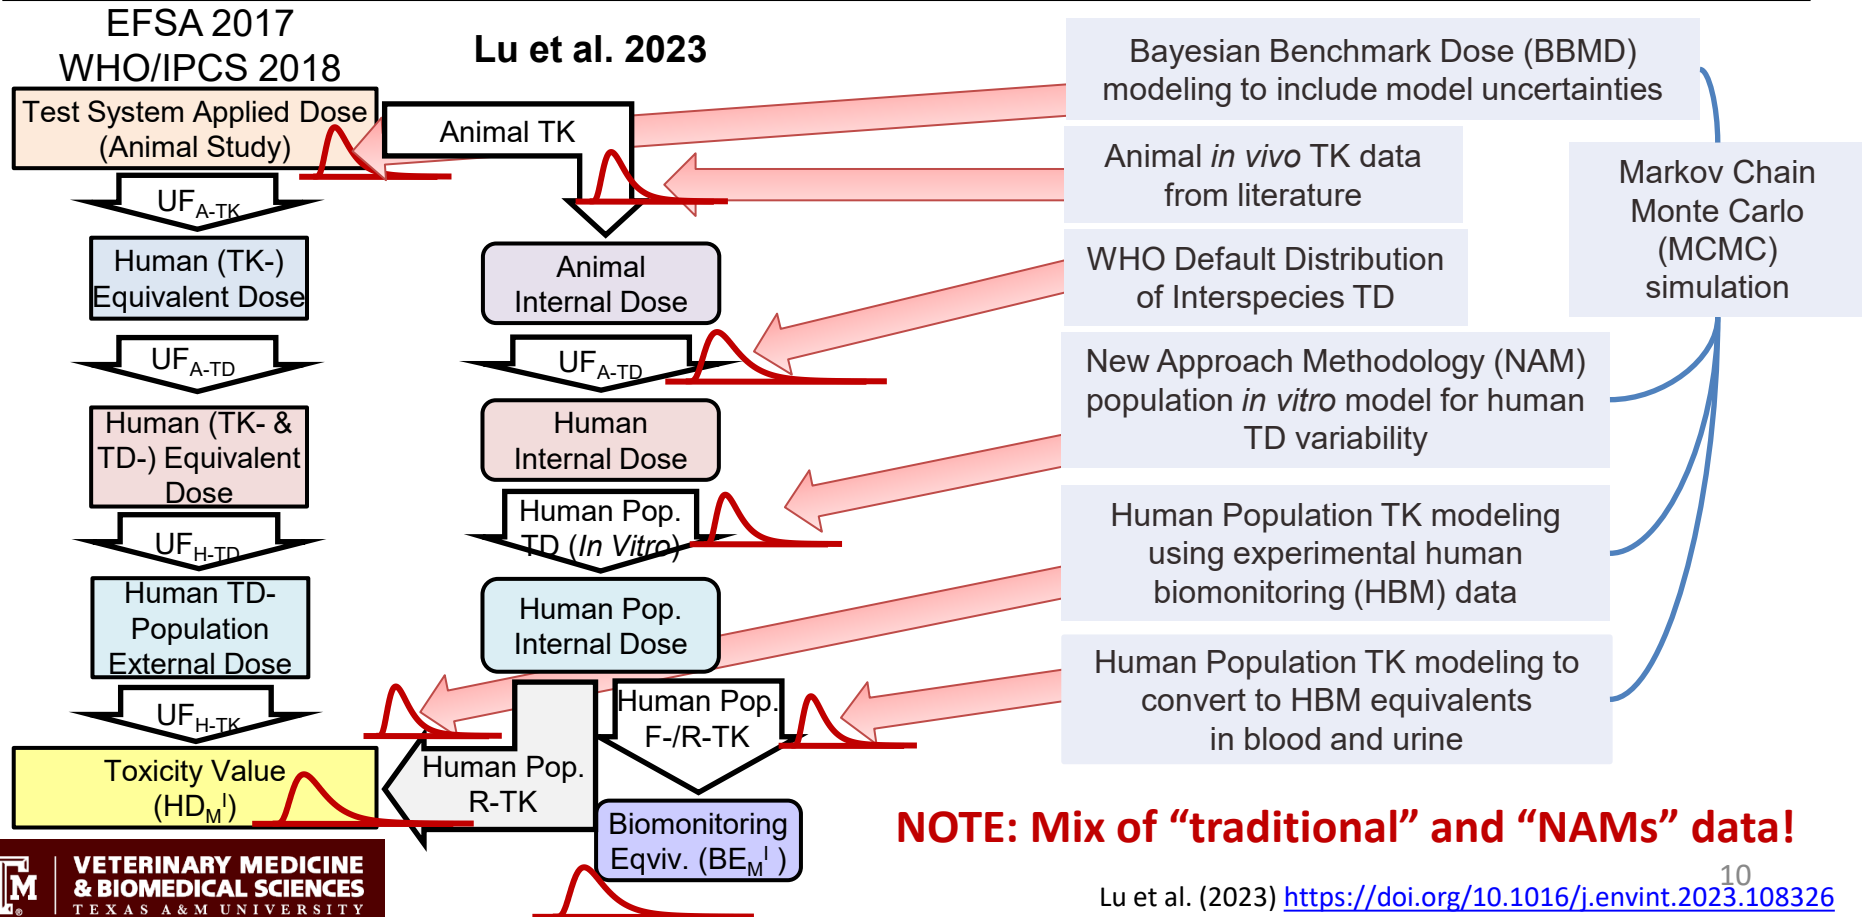 EFSA 2017
WHO/IPCS 2018
Test System Applied Dose
(Animal Study)
UFA-TK
Human (TK-)
Equivalent Dose
UFA-TD
Human (TK- &
TD-) Equivalent
Dose
UFH-TD
Human TD-
Population
External Dose
UFH-TK
Toxicity Value
(HDM^I)
Lu et al. 2023
Animal TK
Animal
Internal Dose
UFA-TD
Human
Internal Dose
Human Pop.
TD (In Vitro)
Human Pop.
Internal Dose
Human Pop.
R-TK
Human Pop.
F-/R-TK
Biomonitoring
Eqviv. (BEM^I )
Bayesian Benchmark Dose (BBMD)
modeling to include model uncertainties
Animal in vivo TK data
from literature
WHO Default Distribution
of Interspecies TD
New Approach Methodology (NAM)
population in vitro model for human
TD variability
Human Population TK modeling
using experimental human
biomonitoring (HBM) data
Human Population TK modeling to
convert to HBM equivalents
in blood and urine
Markov Chain
Monte Carlo
(MCMC)
simulation
NOTE: Mix of “traditional” and “NAMs” data!
10
Lu et al. (2023) https://doi.org/10.1016/j.envint.2023.108326
M
VETERINARY MEDICINE
& BIOMEDICAL SCIENCES
TEXAS A&M UNIVERSITY